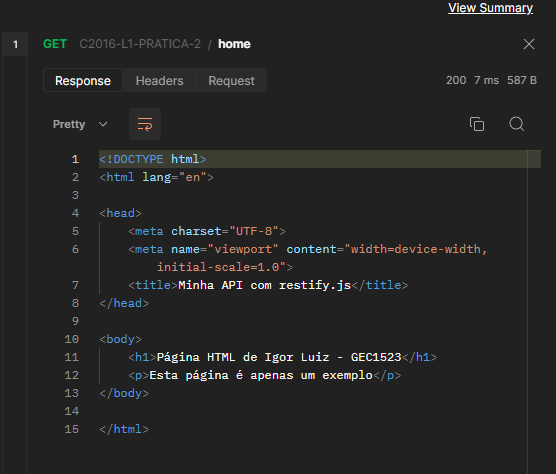 View Summary
1 GET C2016-L1-PRATICA-2 / home
Response Headers Request 200 7 ms 587 B
Pretty
1 <!DOCTYPE html>
2 <html lang="en">
3
4 <head>
5 <meta charset="UTF-8">
6 <meta name="viewport" content="width=device-width,
initial-scale=1.0">
7 <title>Minha API com restify.js</title>
8 </head>
9
10 <body>
11 <h1>Página HTML de Igor Luiz - GEC1523</h1>
12 <p>Esta página é apenas um exemplo</p>
13 </body>
14
15 </html>